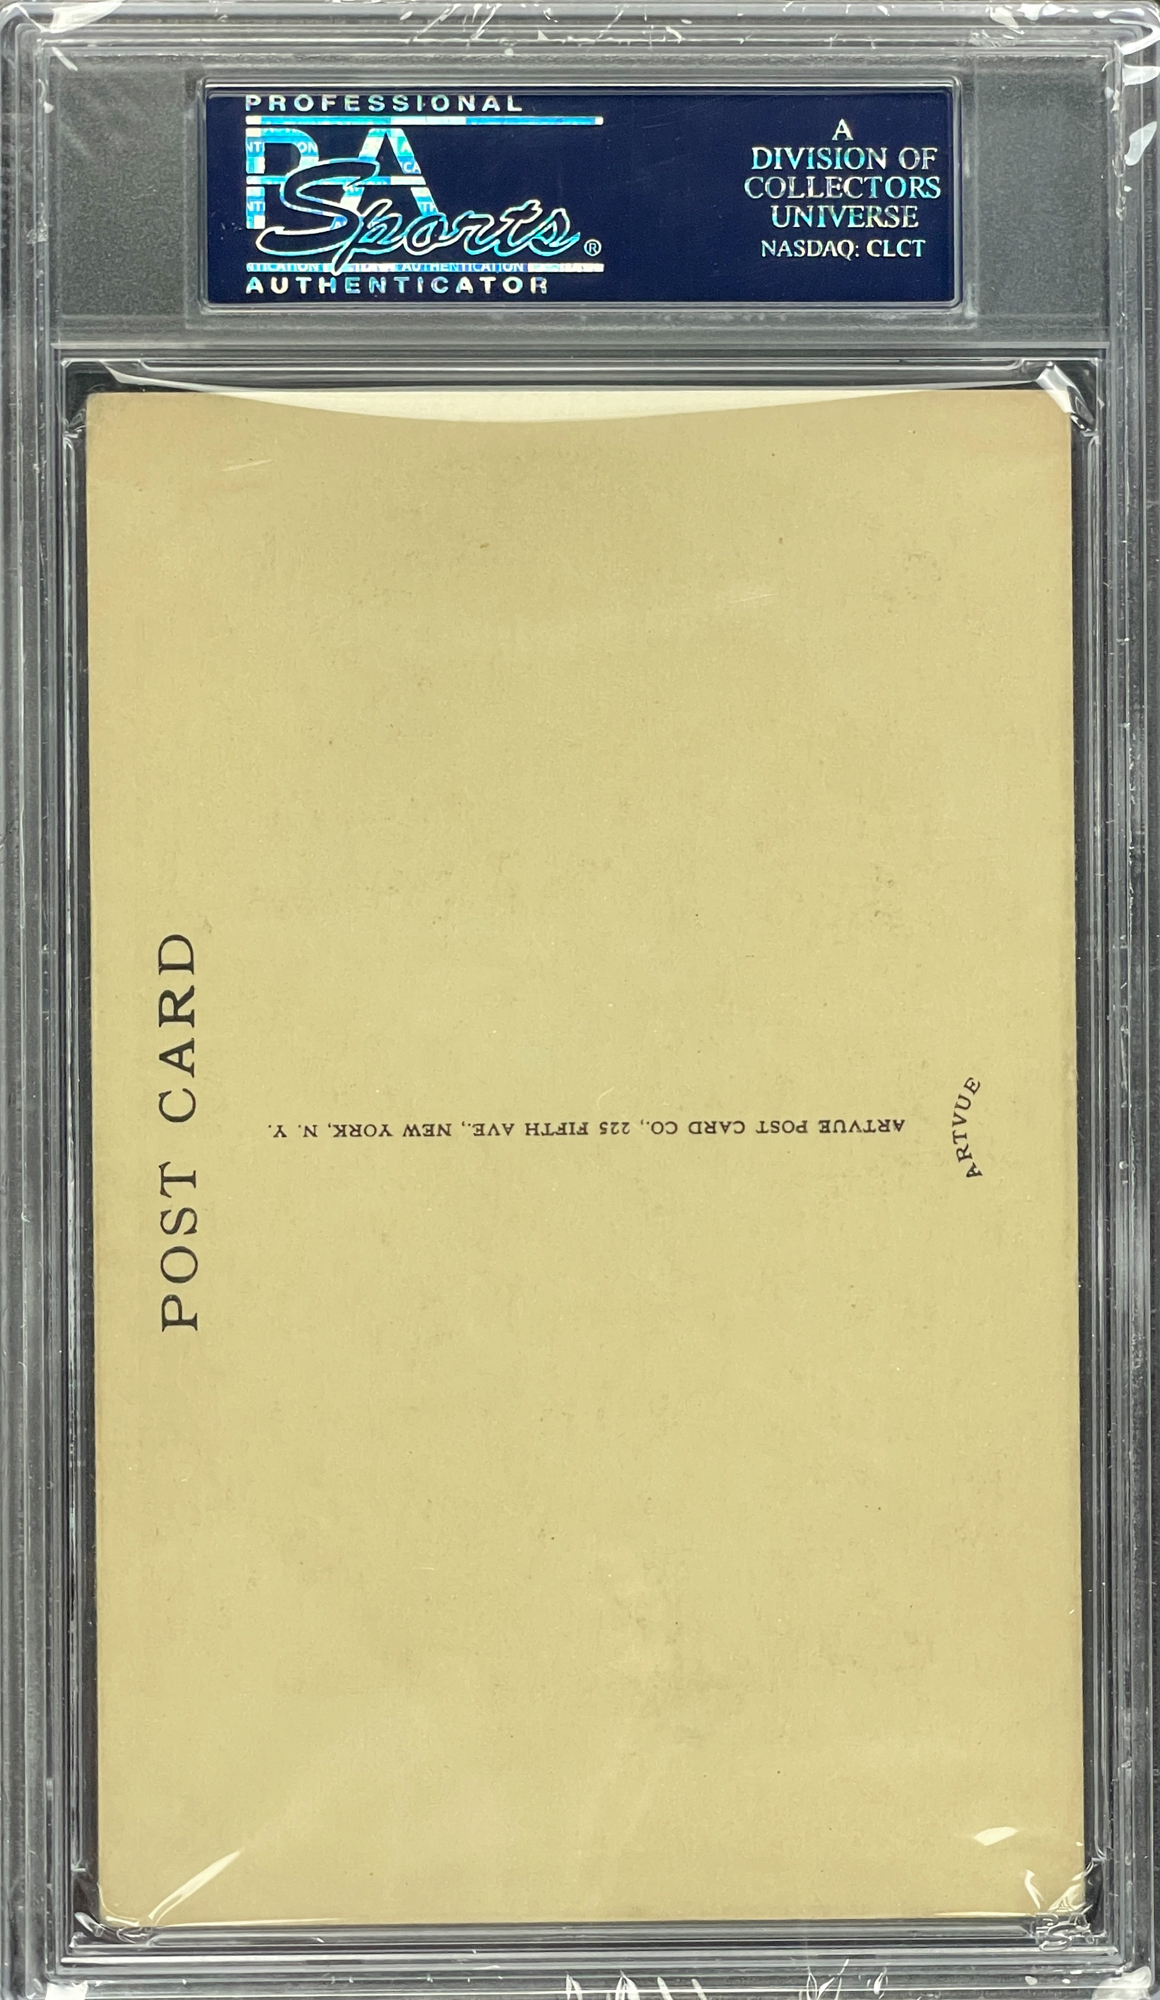 PROFESSIONAL
PSA
Sports®
AUTHENTICATOR
A
DIVISION OF
COLLECTORS
UNIVERSE
NASDAQ: CLCT
POST CARD
ARTVUE POST CARD CO., 225 FIFTH AVE., NEW YORK, N. Y.
ARTVUE